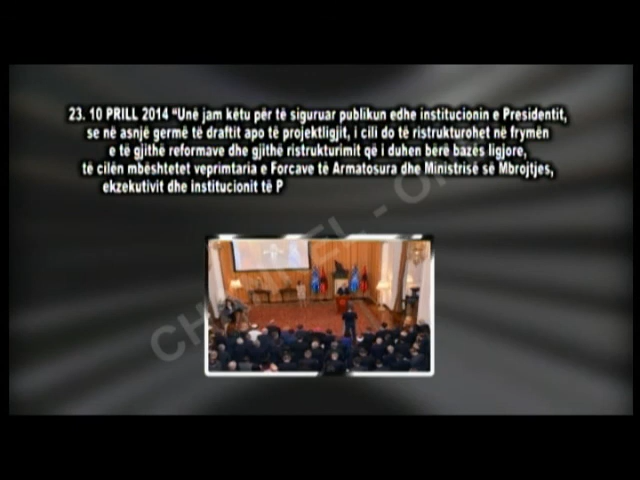 23. 10 PRILL 2014 "Unë jam këtu për të siguruar publikun edhe institucionin e Presidentit,
se në asnjë germë të draftit apo të projektligjit, i cili do të ristrukturohet në frymën
e të gjithë reformave dhe gjithë ristrukturimit që i duhen bërë bazës ligjore,
të cilën mbështetet veprimtaria e Forcave të Armatosura dhe Ministrisë së Mbrojtjes,
ekzekutivit dhe institucionit të P